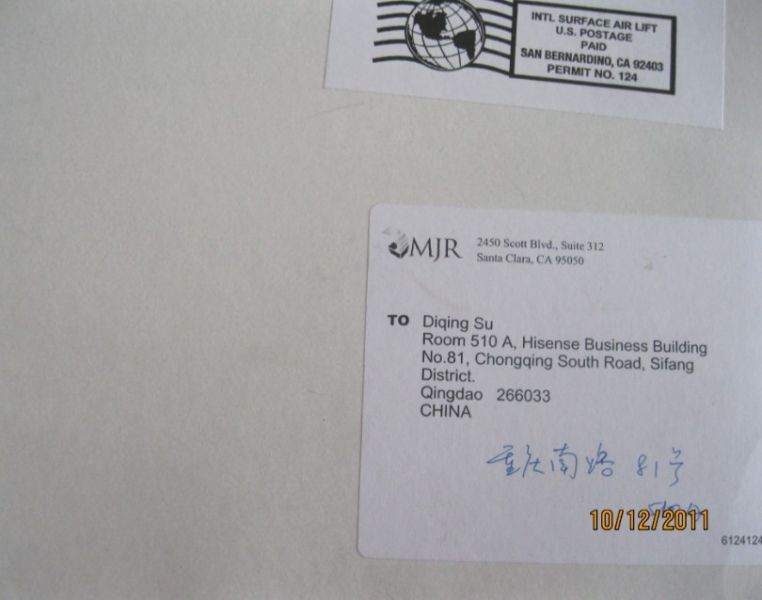 INTL SURFACE AIR LIFT
U.S. POSTAGE
PAID
SAN BERNARDINO, CA 92403
PERMIT NO. 124
MJR
2450 Scott Blvd., Suite 312
Santa Clara, CA 95050
TO Diqing Su
Room 510 A, Hisense Business Building
No.81, Chongqing South Road, Sifang
District.
Qingdao 266033
CHINA
重庆南路 81号
10/12/2011
6124124